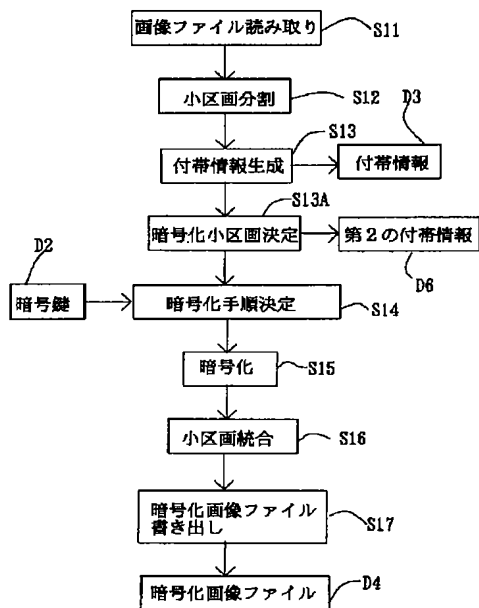 画像ファイル読み取り
S11
小区画分割
S12
D3
付帯情報生成
S13
付帯情報
S13A
暗号化小区画決定
第2の付帯情報
D2
D6
暗号鍵
暗号化手順決定
S14
暗号化
S15
小区画統合
S16
暗号化画像ファイル
書き出し
S17
暗号化画像ファイル
D4